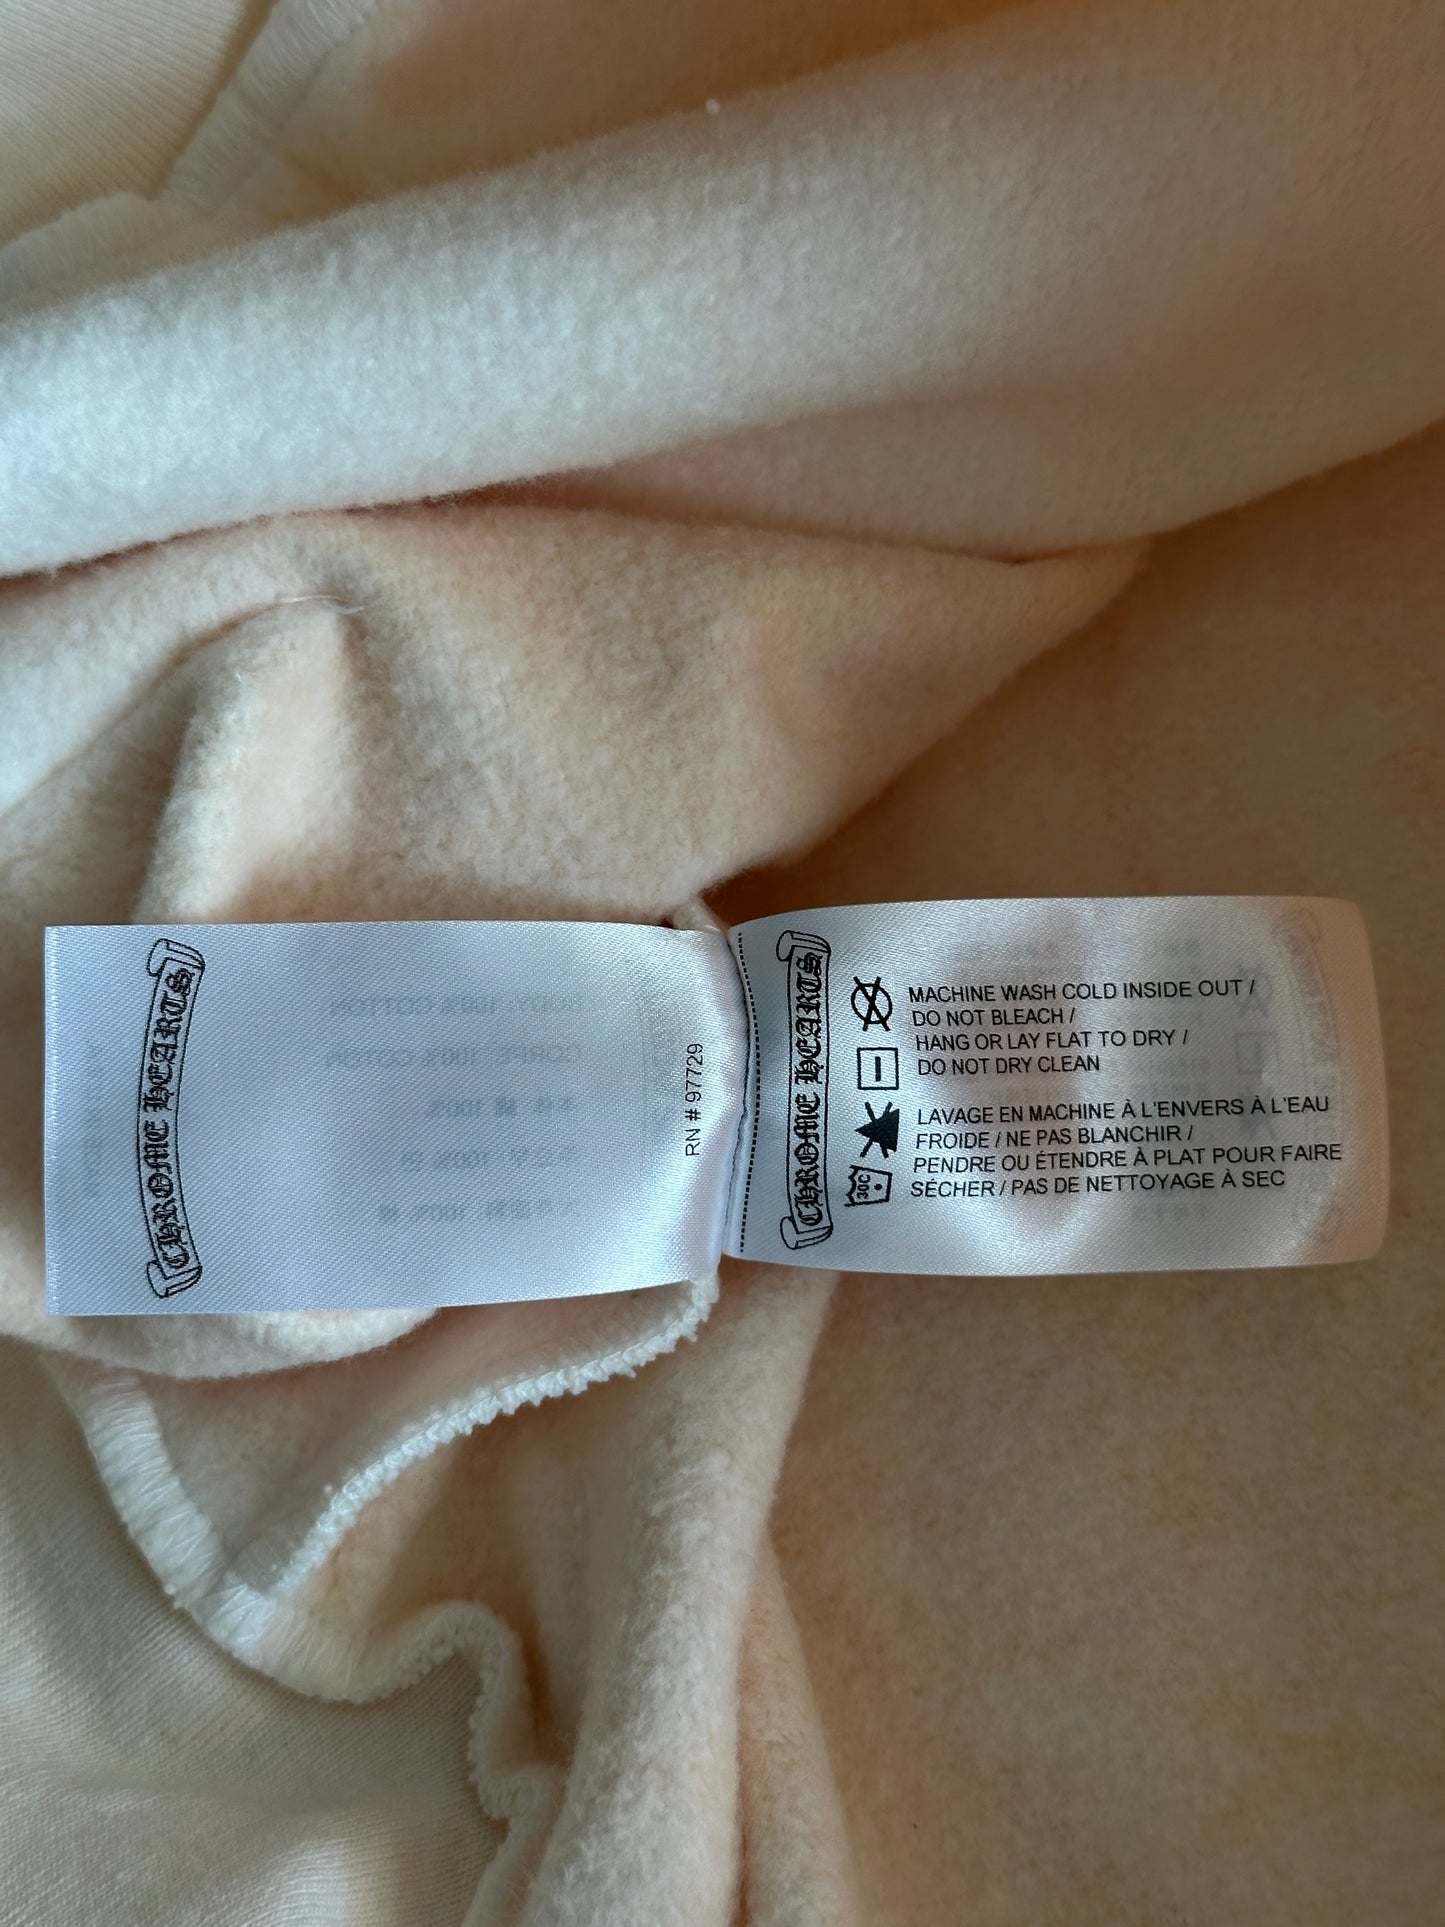 CHROME HEARTS
RN # 97729
CHROME HEARTS
MACHINE WASH COLD INSIDE OUT /
DO NOT BLEACH /
HANG OR LAY FLAT TO DRY /
DO NOT DRY CLEAN
LAVAGE EN MACHINE À L'ENVERS À L'EAU
FROIDE / NE PAS BLANCHIR /
PENDRE OU ÉTENDRE À PLAT POUR FAIRE
SÉCHER / PAS DE NETTOYAGE À SEC
30C